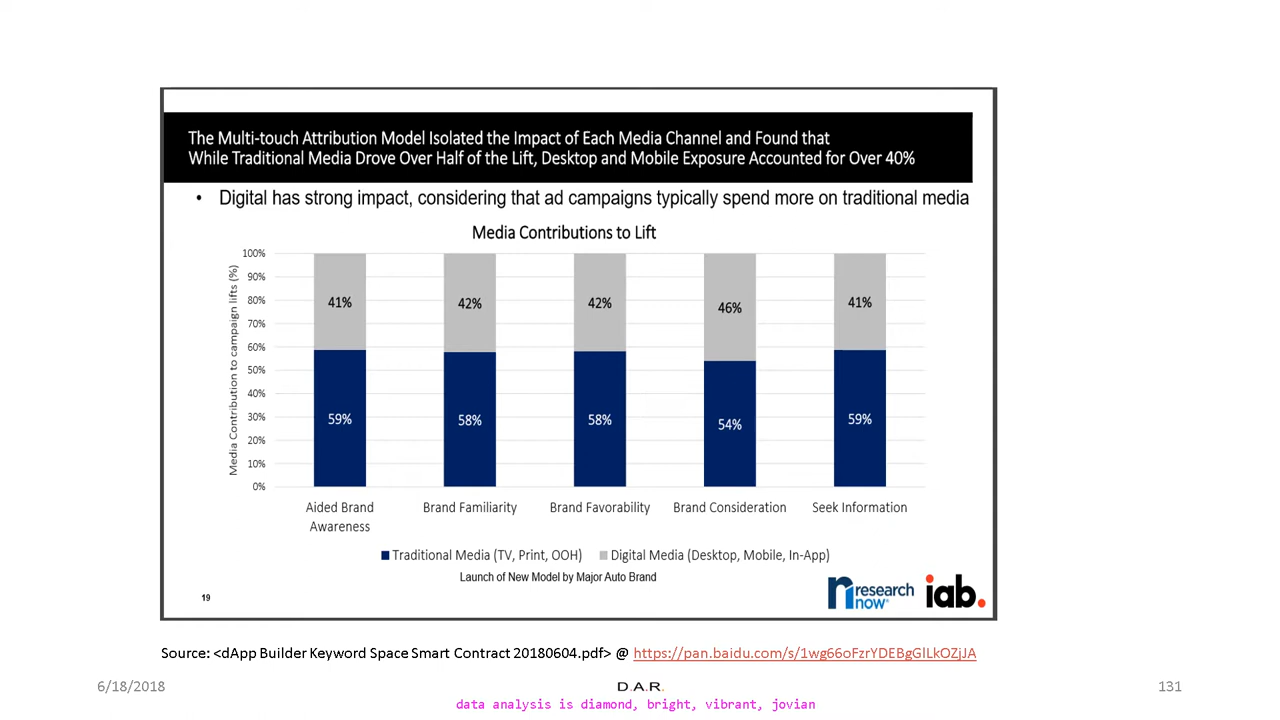 The Multi-touch Attribution Model Isolated the Impact of Each Media Channel and Found that
While Traditional Media Drove Over Half of the Lift, Desktop and Mobile Exposure Accounted for Over 40%
• Digital has strong impact, considering that ad campaigns typically spend more on traditional media
Media Contributions to Lift
Media Contribution to campaign lifts (%)
100%
90%
80%
70%
60%
50%
40%
30%
20%
10%
0%
41% 42% 42% 46% 41%
59% 58% 58% 54% 59%
Aided Brand Awareness
Brand Familiarity
Brand Favorability
Brand Consideration
Seek Information
Traditional Media (TV, Print, OOH) Digital Media (Desktop, Mobile, In-App)
Launch of New Model by Major Auto Brand
19
research now®
iab.
Source: <dApp Builder Keyword Space Smart Contract 20180604.pdf> @ https://pan.baidu.com/s/1wg66oFzrYDEBgGlLkOZjJA
6/18/2018
D.A.R.
131
data analysis is diamond, bright, vibrant, jovian